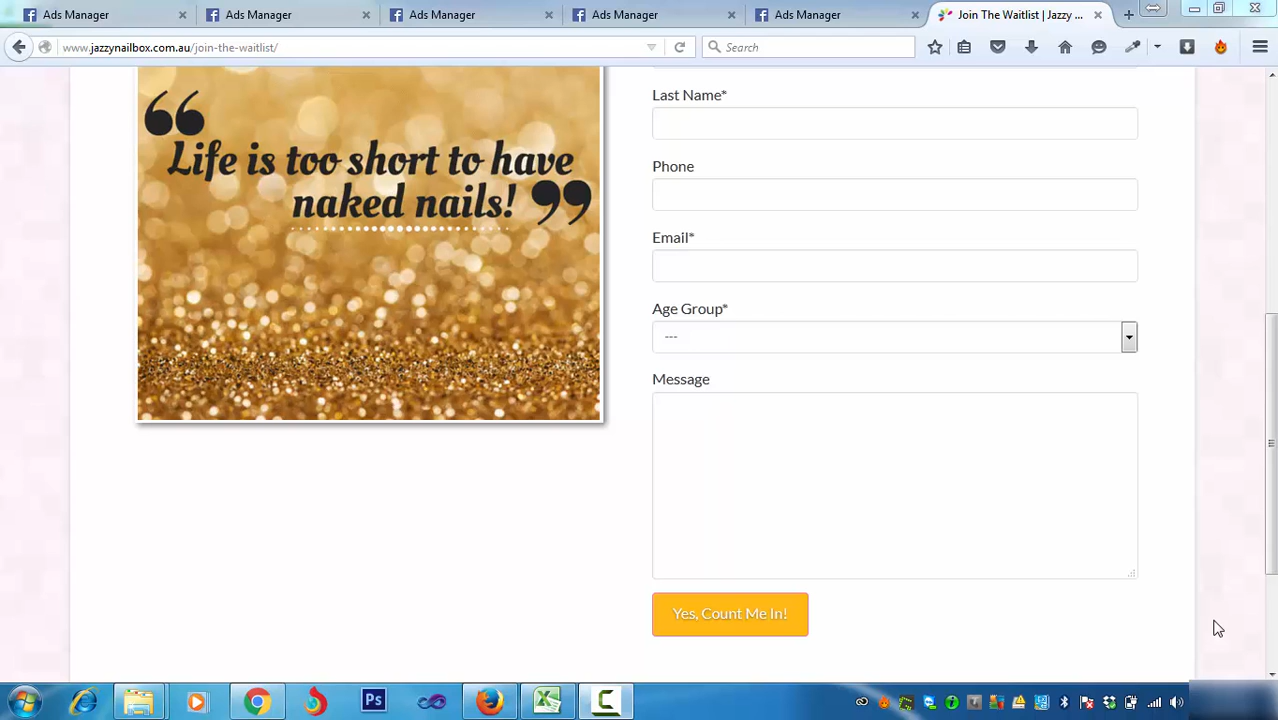 Ads Manager
Ads Manager
Ads Manager
Ads Manager
Ads Manager
Join The Waitlist | Jazzy ...
www.jazzynailbox.com.au/join-the-waitlist/
Search
“ Life is too short to have
naked nails! ”
Last Name*
Phone
Email*
Age Group*
---
Message
Yes, Count Me In!
Ps